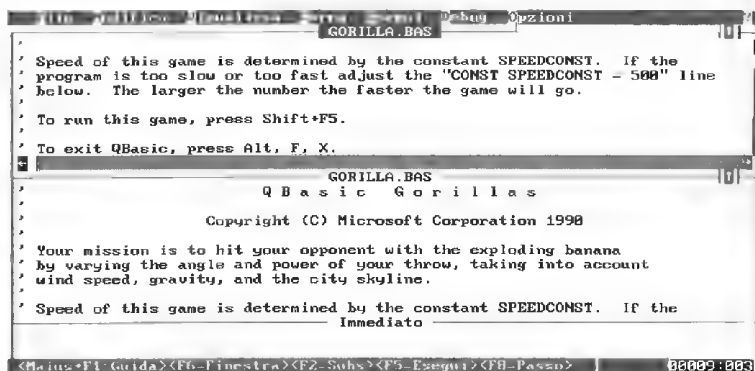 Debug Opzioni
GORILLA.BAS
'
' Speed of this game is determined by the constant SPEEDCONST. If the
' program is too slow or too fast adjust the "CONST SPEEDCONST = 500" line
' below. The larger the number the faster the game will go.
'
' To run this game, press Shift+F5.
'
' To exit QBasic, press Alt, F, X.
GORILLA.BAS
' Q B a s i c G o r i l l a s
'
' Copyright (C) Microsoft Corporation 1990
'
' Your mission is to hit your opponent with the exploding banana
' by varying the angle and power of your throw, taking into account
' wind speed, gravity, and the city skyline.
'
' Speed of this game is determined by the constant SPEEDCONST. If the
Immediato
<Maius+F1=Guida> <F6=Finestra> <F2=Subs> <F5=Esegui> <F8=Passo> 00009:003